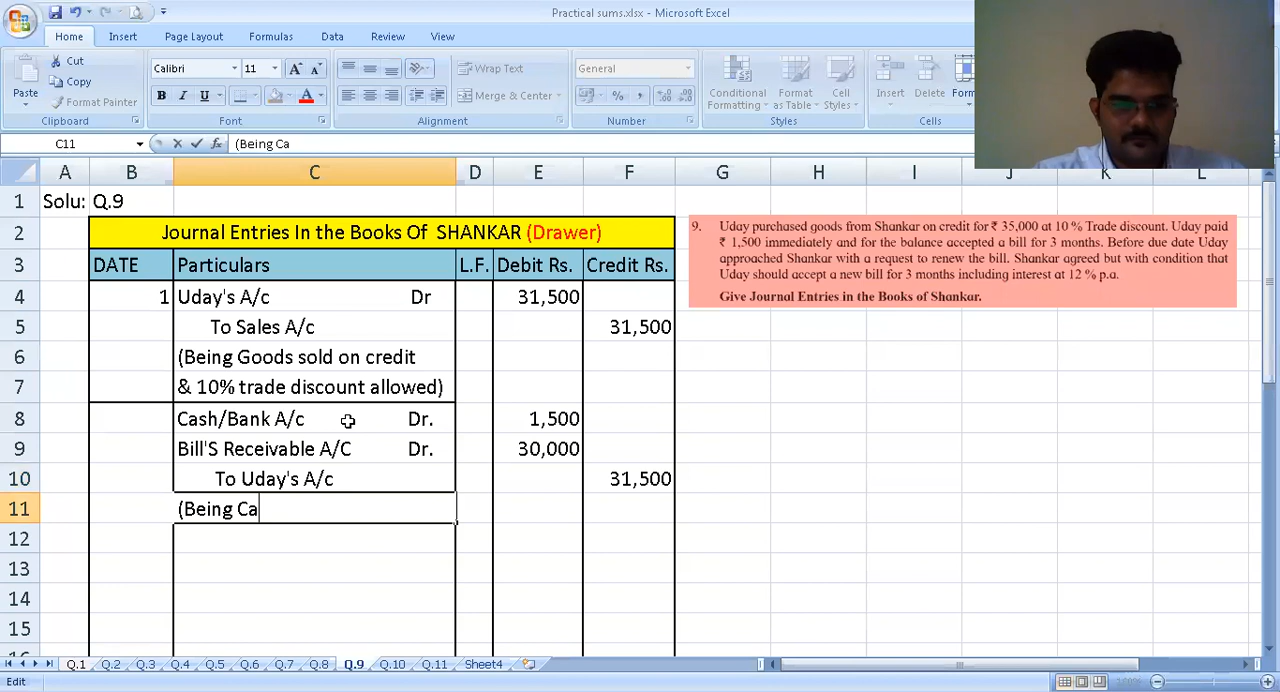 Practical sums.xlsx - Microsoft Excel
Home Insert Page Layout Formulas Data Review View
Paste
Cut
Copy
Format Painter
Clipboard
Calibri 11
B I U
Font
Wrap Text
Merge & Center
Alignment
General
Number
Conditional Formatting
Format as Table
Cell Styles
Styles
Insert Delete Form
Cells
C11 fx (Being Ca
A B C D E F G H I J K L
1 Solu: Q.9
2 Journal Entries In the Books Of SHANKAR (Drawer)
3 DATE Particulars L.F. Debit Rs. Credit Rs.
4 1 Uday's A/c Dr 31,500
5 To Sales A/c 31,500
6 (Being Goods sold on credit
7 & 10% trade discount allowed)
8 Cash/Bank A/c Dr. 1,500
9 Bill'S Receivable A/C Dr. 30,000
10 To Uday's A/c 31,500
11 (Being Ca
12
13
14
15
16
9. Uday purchased goods from Shankar on credit for ₹ 35,000 at 10 % Trade discount. Uday paid
₹ 1,500 immediately and for the balance accepted a bill for 3 months. Before due date Uday
approached Shankar with a request to renew the bill. Shankar agreed but with condition that
Uday should accept a new bill for 3 months including interest at 12 % p.a.
Give Journal Entries in the Books of Shankar.
Q.1 Q.2 Q.3 Q.4 Q.5 Q.6 Q.7 Q.8 Q.9 Q.10 Q.11 Sheet4
Edit